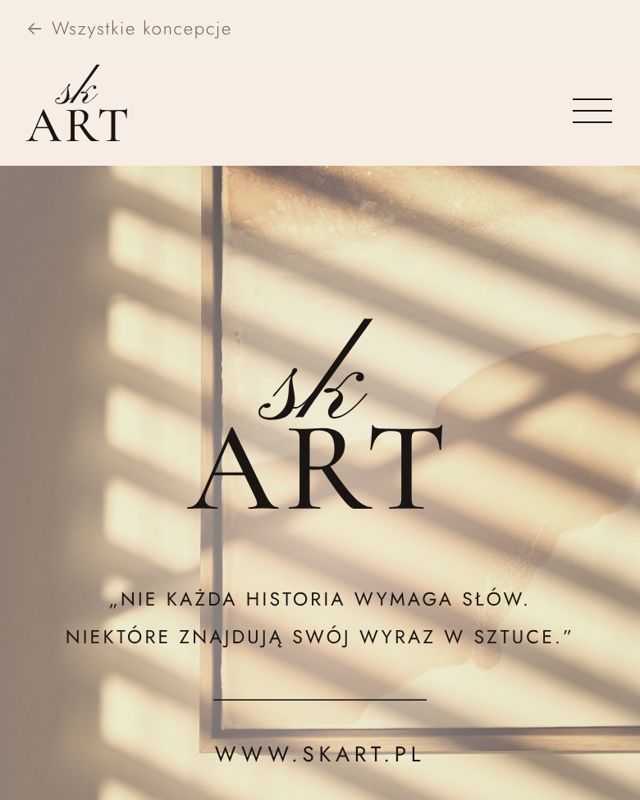 ← Wszystkie koncepcje
sk
ART
sk
ART
„NIE KAŻDA HISTORIA WYMAGA SŁÓW.
NIEKTÓRE ZNAJDUJĄ SWÓJ WYRAZ W SZTUCE.”
WWW.SKART.PL